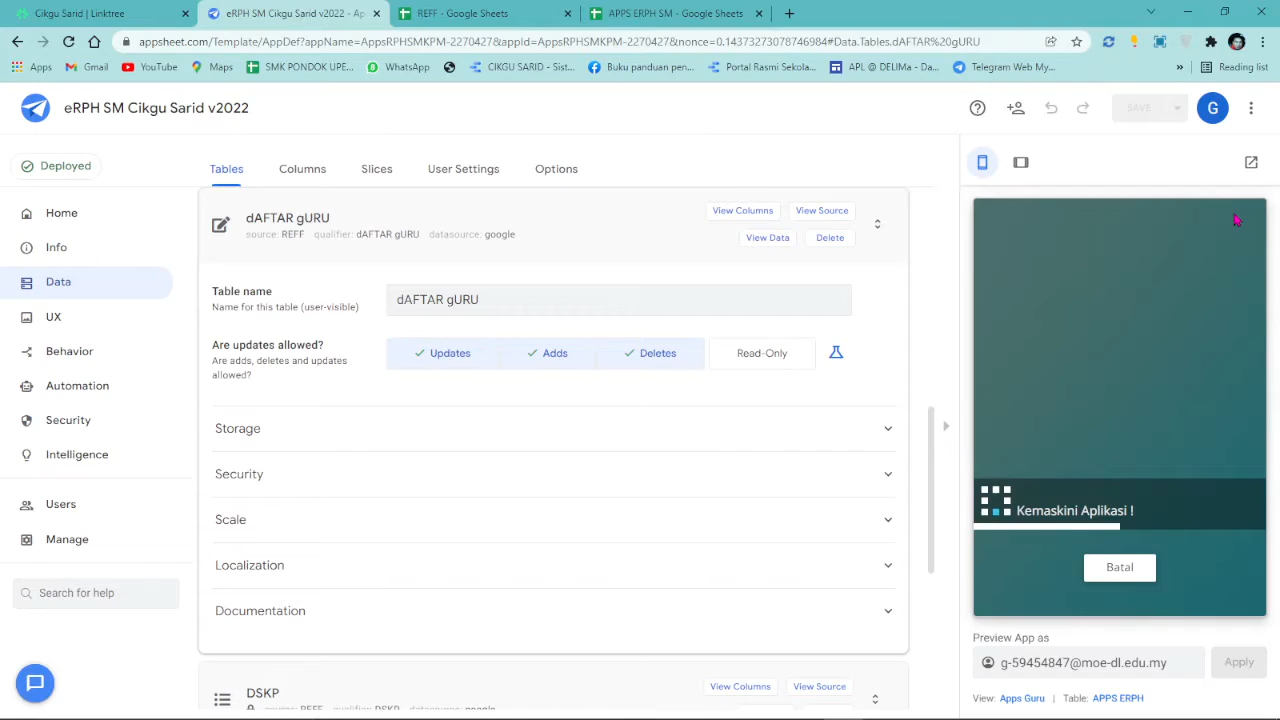 Cikgu Sarid | Linktree
eRPH SM Cikgu Sarid v2022 - Ap
REFF - Google Sheets
APPS ERPH SM - Google Sheets
appsheet.com/Template/AppDef?appName=AppsRPHSMKPM-2270427&appId=AppsRPHSMKPM-2270427&nonce=0.1437327307874 6984#Data.Tables.dAFTAR%20gURU
Apps
Gmail
YouTube
Maps
SMK PONDOK UPE...
WhatsApp
CIKGU SARID - Sist...
Buku panduan pen...
Portal Rasmi Sekola...
APL @ DELIMa - Da...
Telegram Web My...
»
Reading list
eRPH SM Cikgu Sarid v2022
SAVE
G
Deployed
Tables
Columns
Slices
User Settings
Options
Home
Info
Data
UX
Behavior
Automation
Security
Intelligence
Users
Manage
Search for help
dAFTAR gURU
source: REFF qualifier: dAFTAR gURU datasource: google
View Columns
View Source
View Data
Delete
Table name
Name for this table (user-visible)
dAFTAR gURU
Are updates allowed?
Are adds, deletes and updates
allowed?
Updates
Adds
Deletes
Read-Only
Storage
Security
Scale
Localization
Documentation
DSKP
source: REFF qualifier: DSKP datasource: google
View Columns
View Source
Kemaskini Aplikasi !
Batal
Preview App as
g-59454847@moe-dl.edu.my
Apply
View: Apps Guru | Table: APPS ERPH